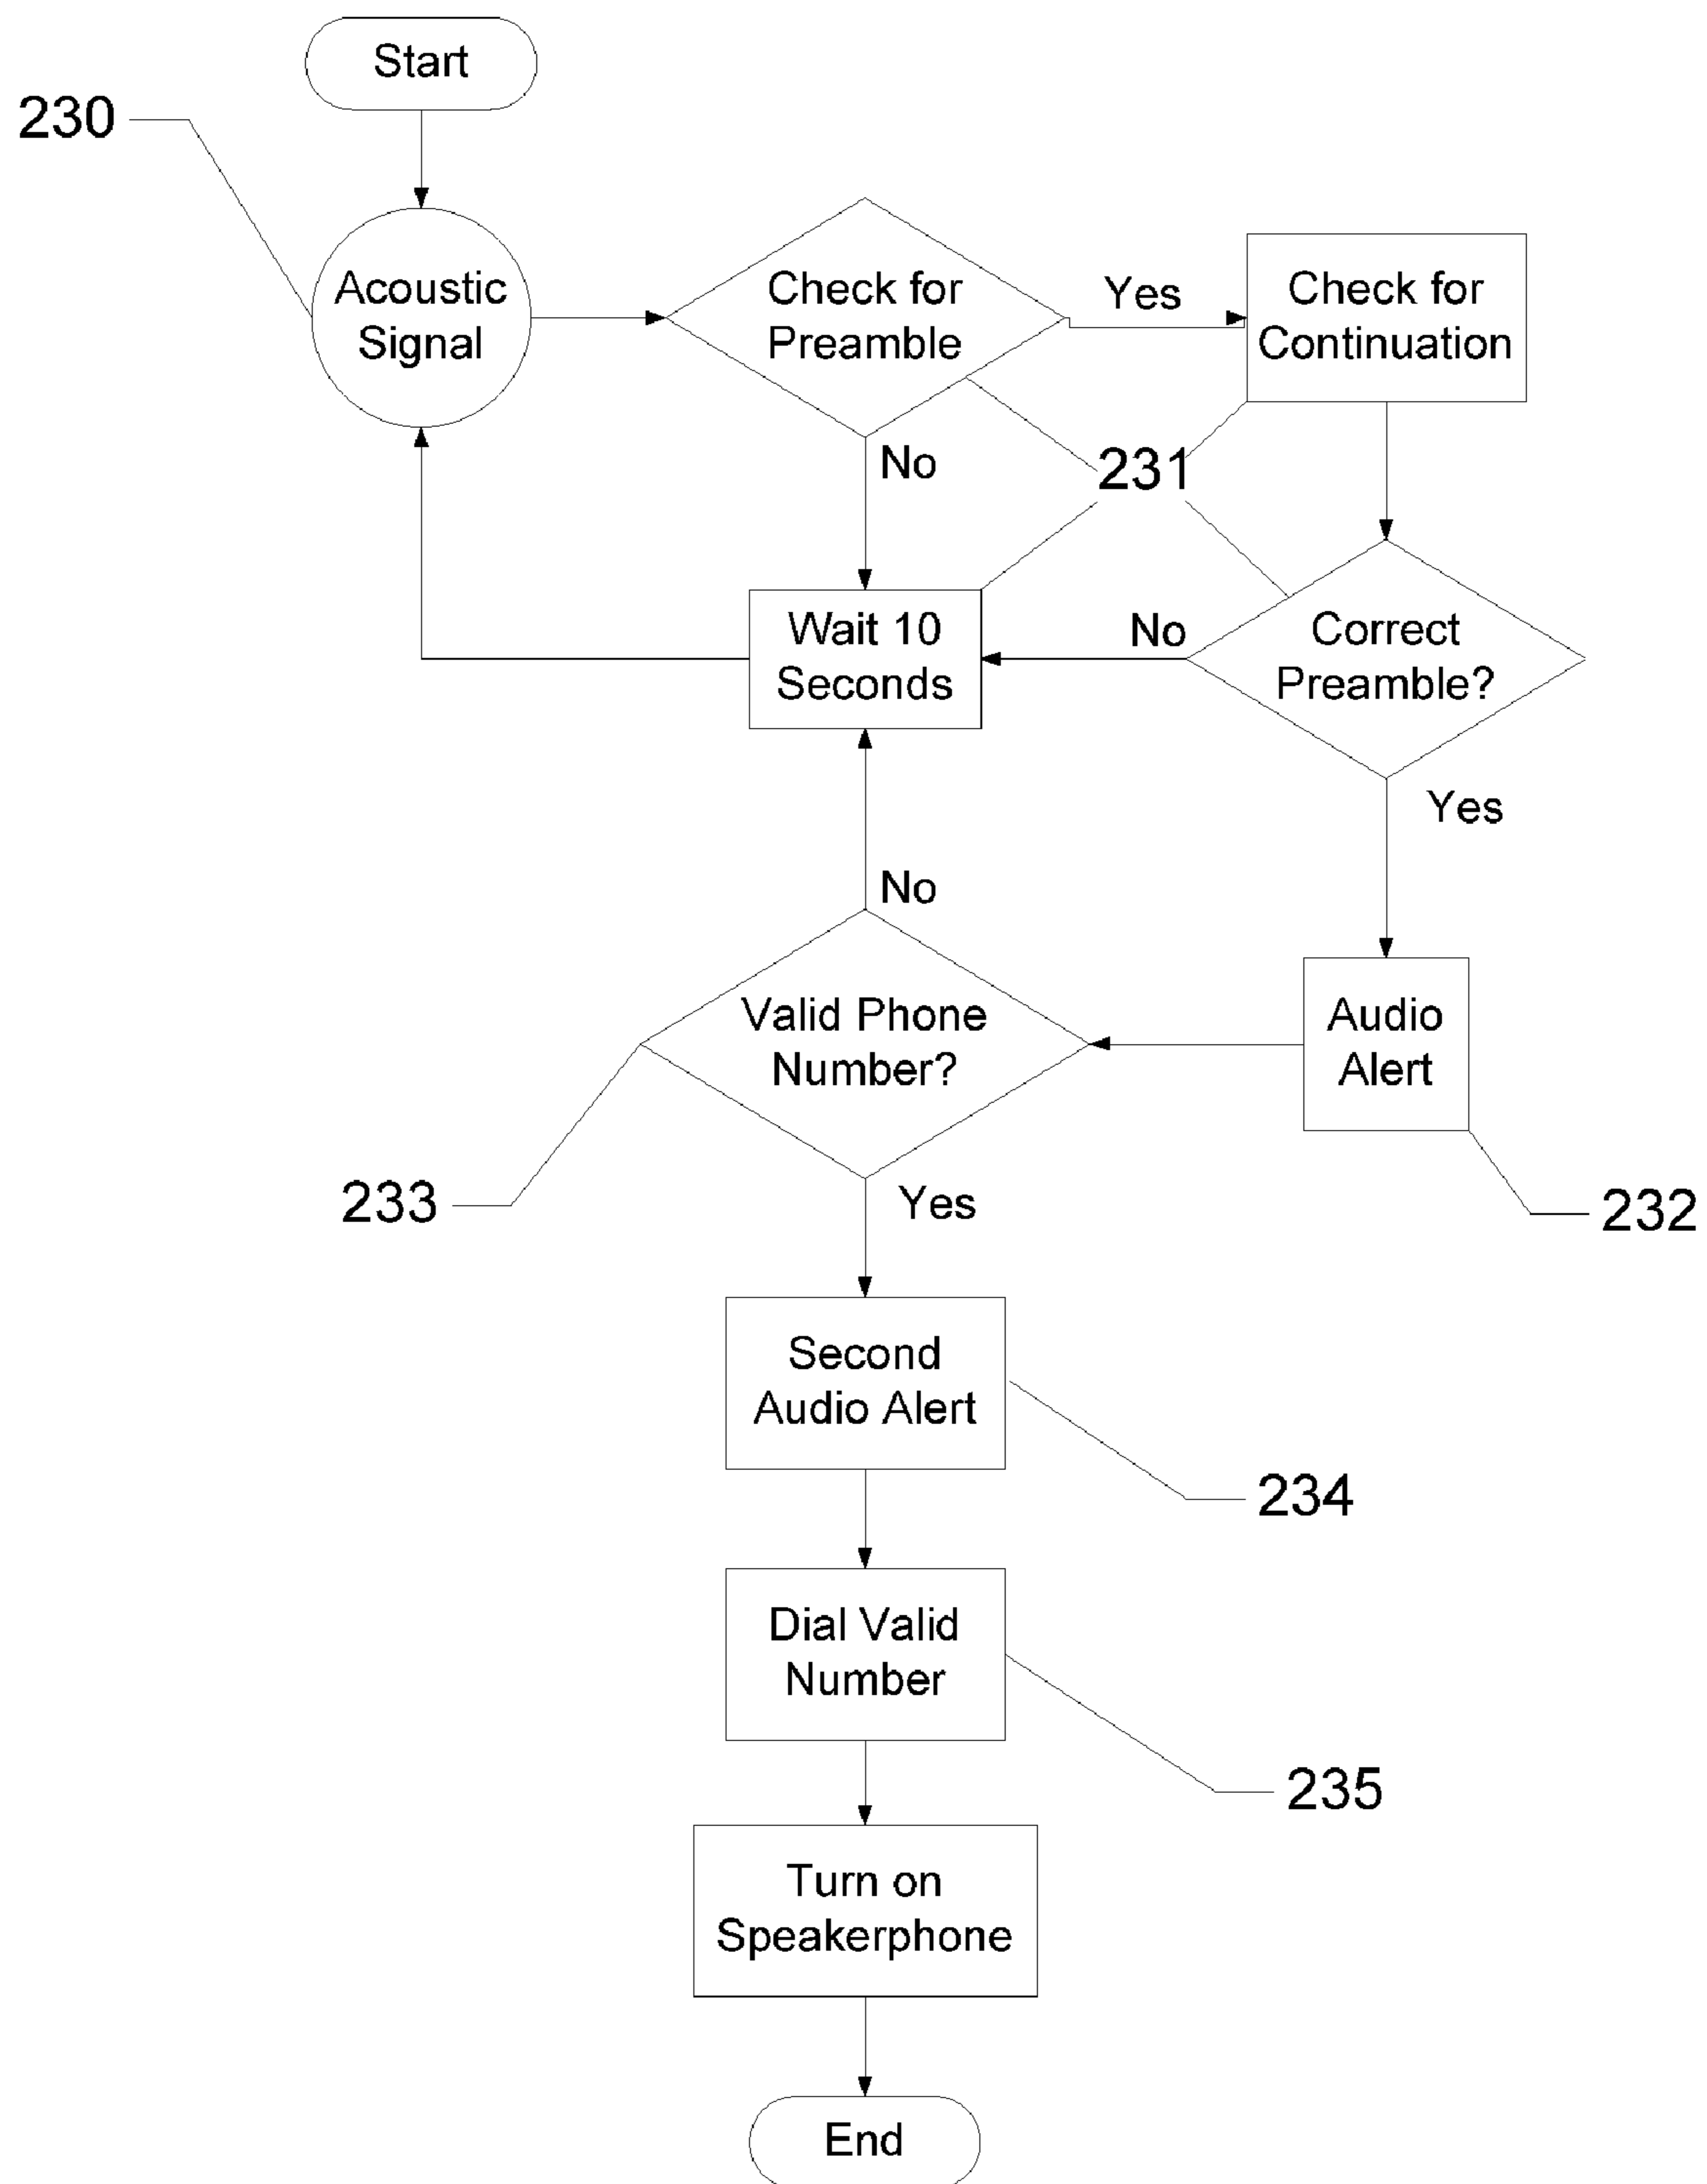 Start
230
Acoustic
Signal
Check for
Preamble
Yes
Check for
Continuation
No
231
Wait 10
Seconds
No
Correct
Preamble?
Yes
No
Valid Phone
Number?
Audio
Alert
233
Yes
232
Second
Audio Alert
234
Dial Valid
Number
235
Turn on
Speakerphone
End